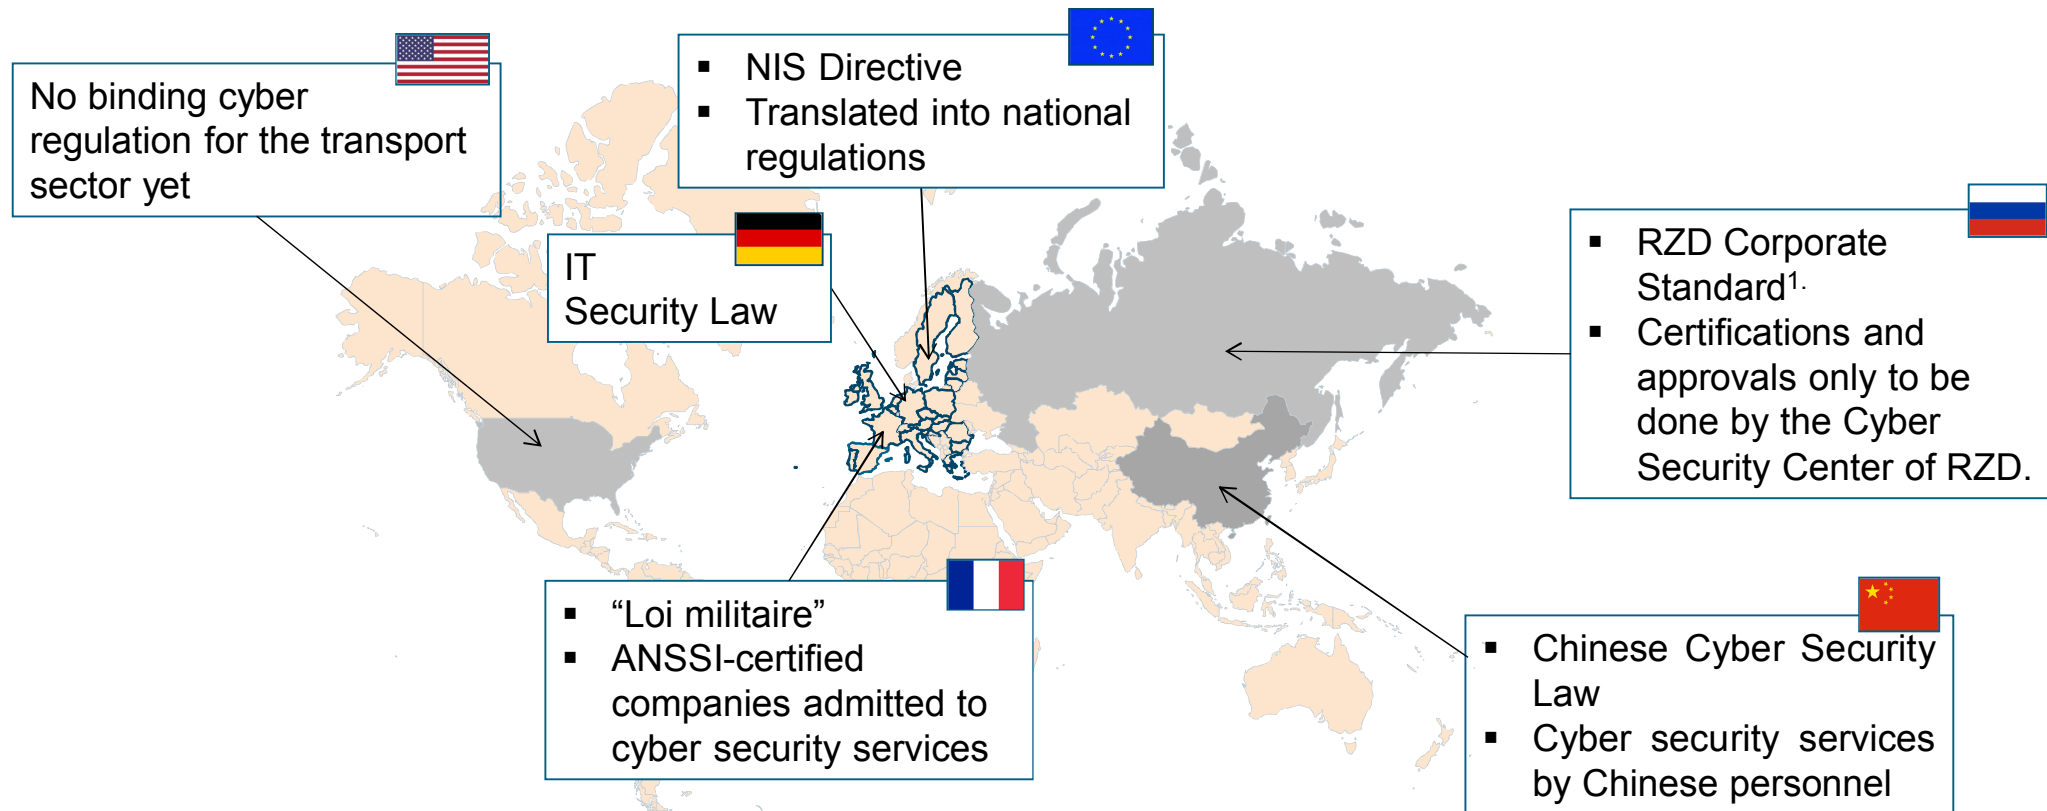 No binding cyber
regulation for the transport
sector yet
▪ NIS Directive
▪ Translated into national
regulations
IT
Security Law
▪ RZD Corporate
Standard¹·
▪ Certifications and
approvals only to be
done by the Cyber
Security Center of RZD.
▪ “Loi militaire”
▪ ANSSI-certified
companies admitted to
cyber security services
▪ Chinese Cyber Security
Law
▪ Cyber security services
by Chinese personnel